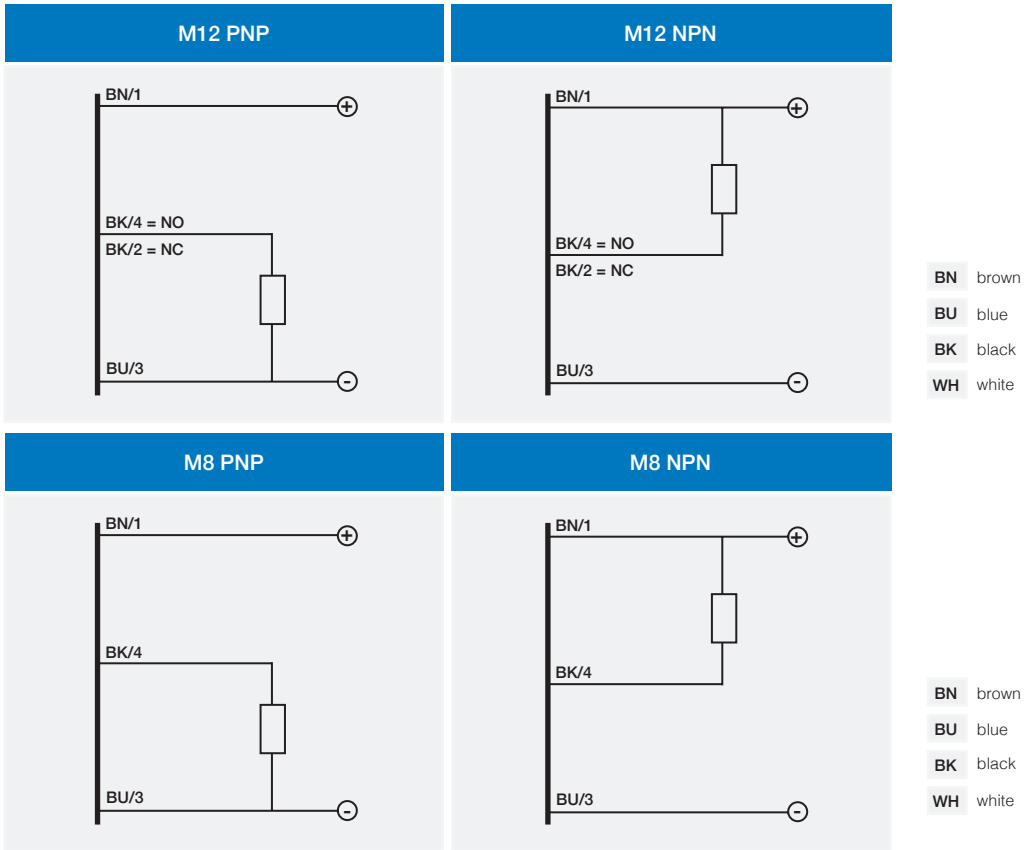 M12 PNP
BN/1
+
BK/4 = NO
BK/2 = NC
BU/3
-
M12 NPN
BN/1
+
BK/4 = NO
BK/2 = NC
BU/3
-
BN brown
BU blue
BK black
WH white
M8 PNP
BN/1
+
BK/4
BU/3
-
M8 NPN
BN/1
+
BK/4
BU/3
-
BN brown
BU blue
BK black
WH white